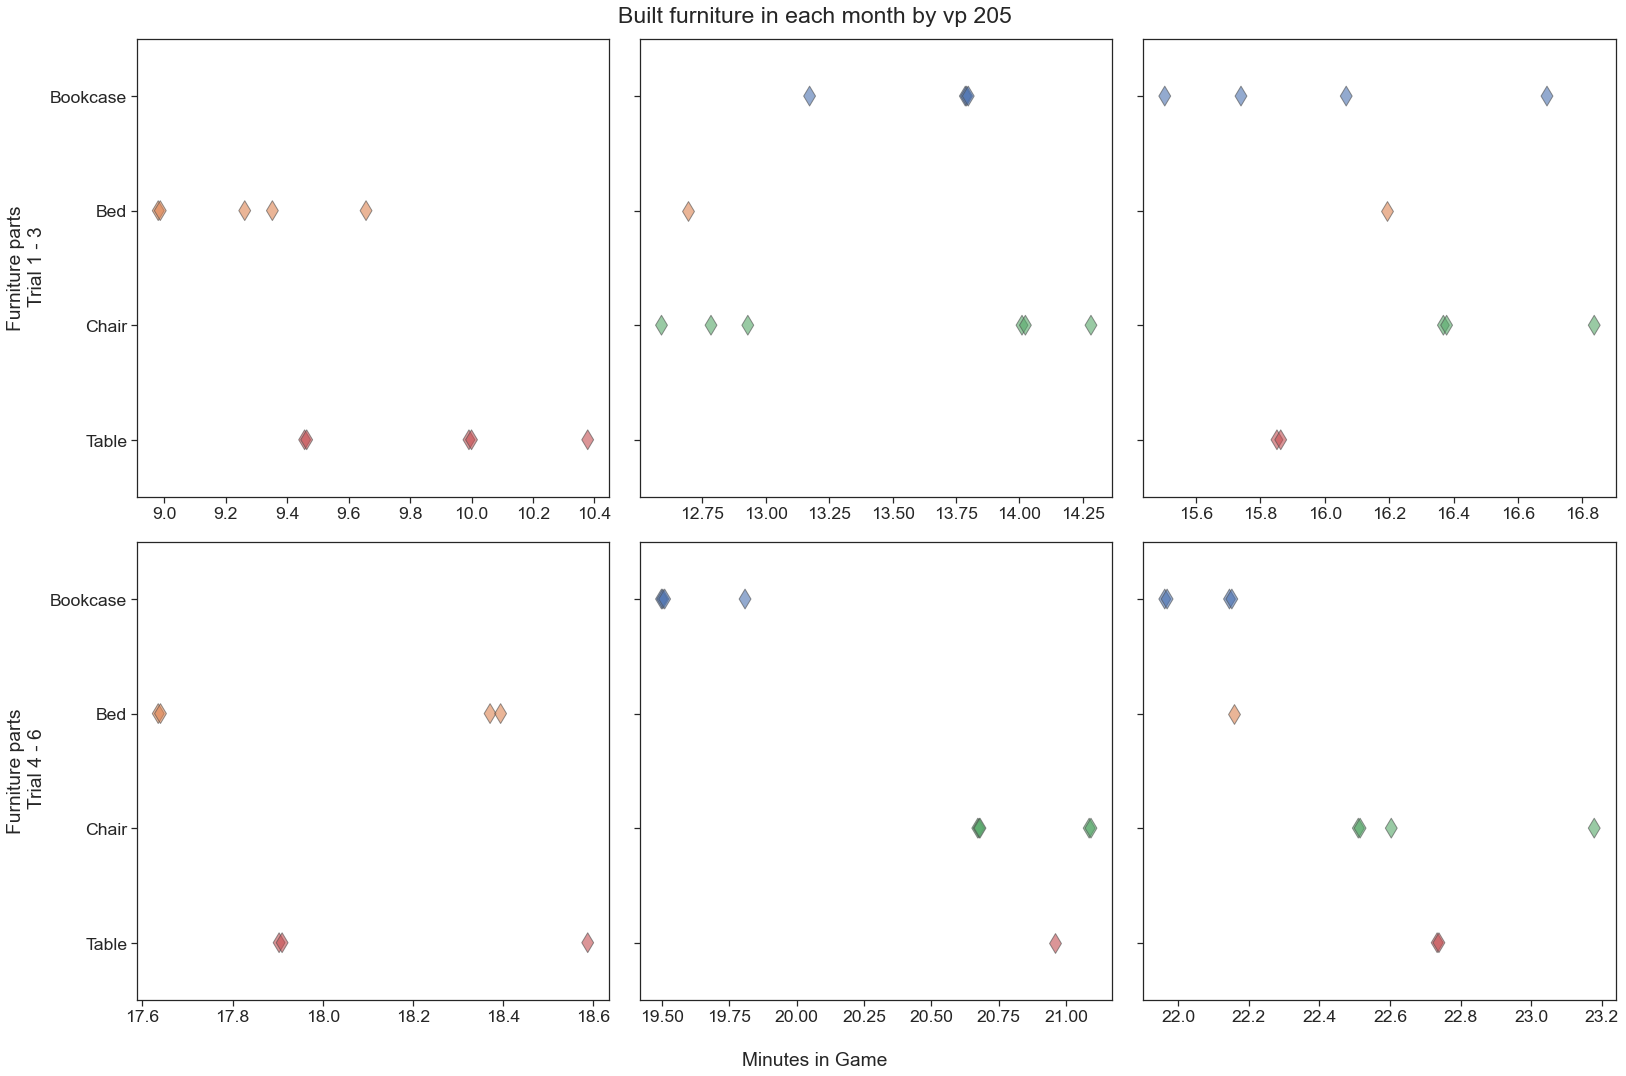 Built furniture in each month by vp 205
Furniture parts
Trial 1 - 3
Bookcase
Bed
Chair
Table
9.0 9.2 9.4 9.6 9.8 10.0 10.2 10.4
12.75 13.00 13.25 13.50 13.75 14.00 14.25
15.6 15.8 16.0 16.2 16.4 16.6 16.8
Furniture parts
Trial 4 - 6
Bookcase
Bed
Chair
Table
17.6 17.8 18.0 18.2 18.4 18.6
19.50 19.75 20.00 20.25 20.50 20.75 21.00
22.0 22.2 22.4 22.6 22.8 23.0 23.2
Minutes in Game